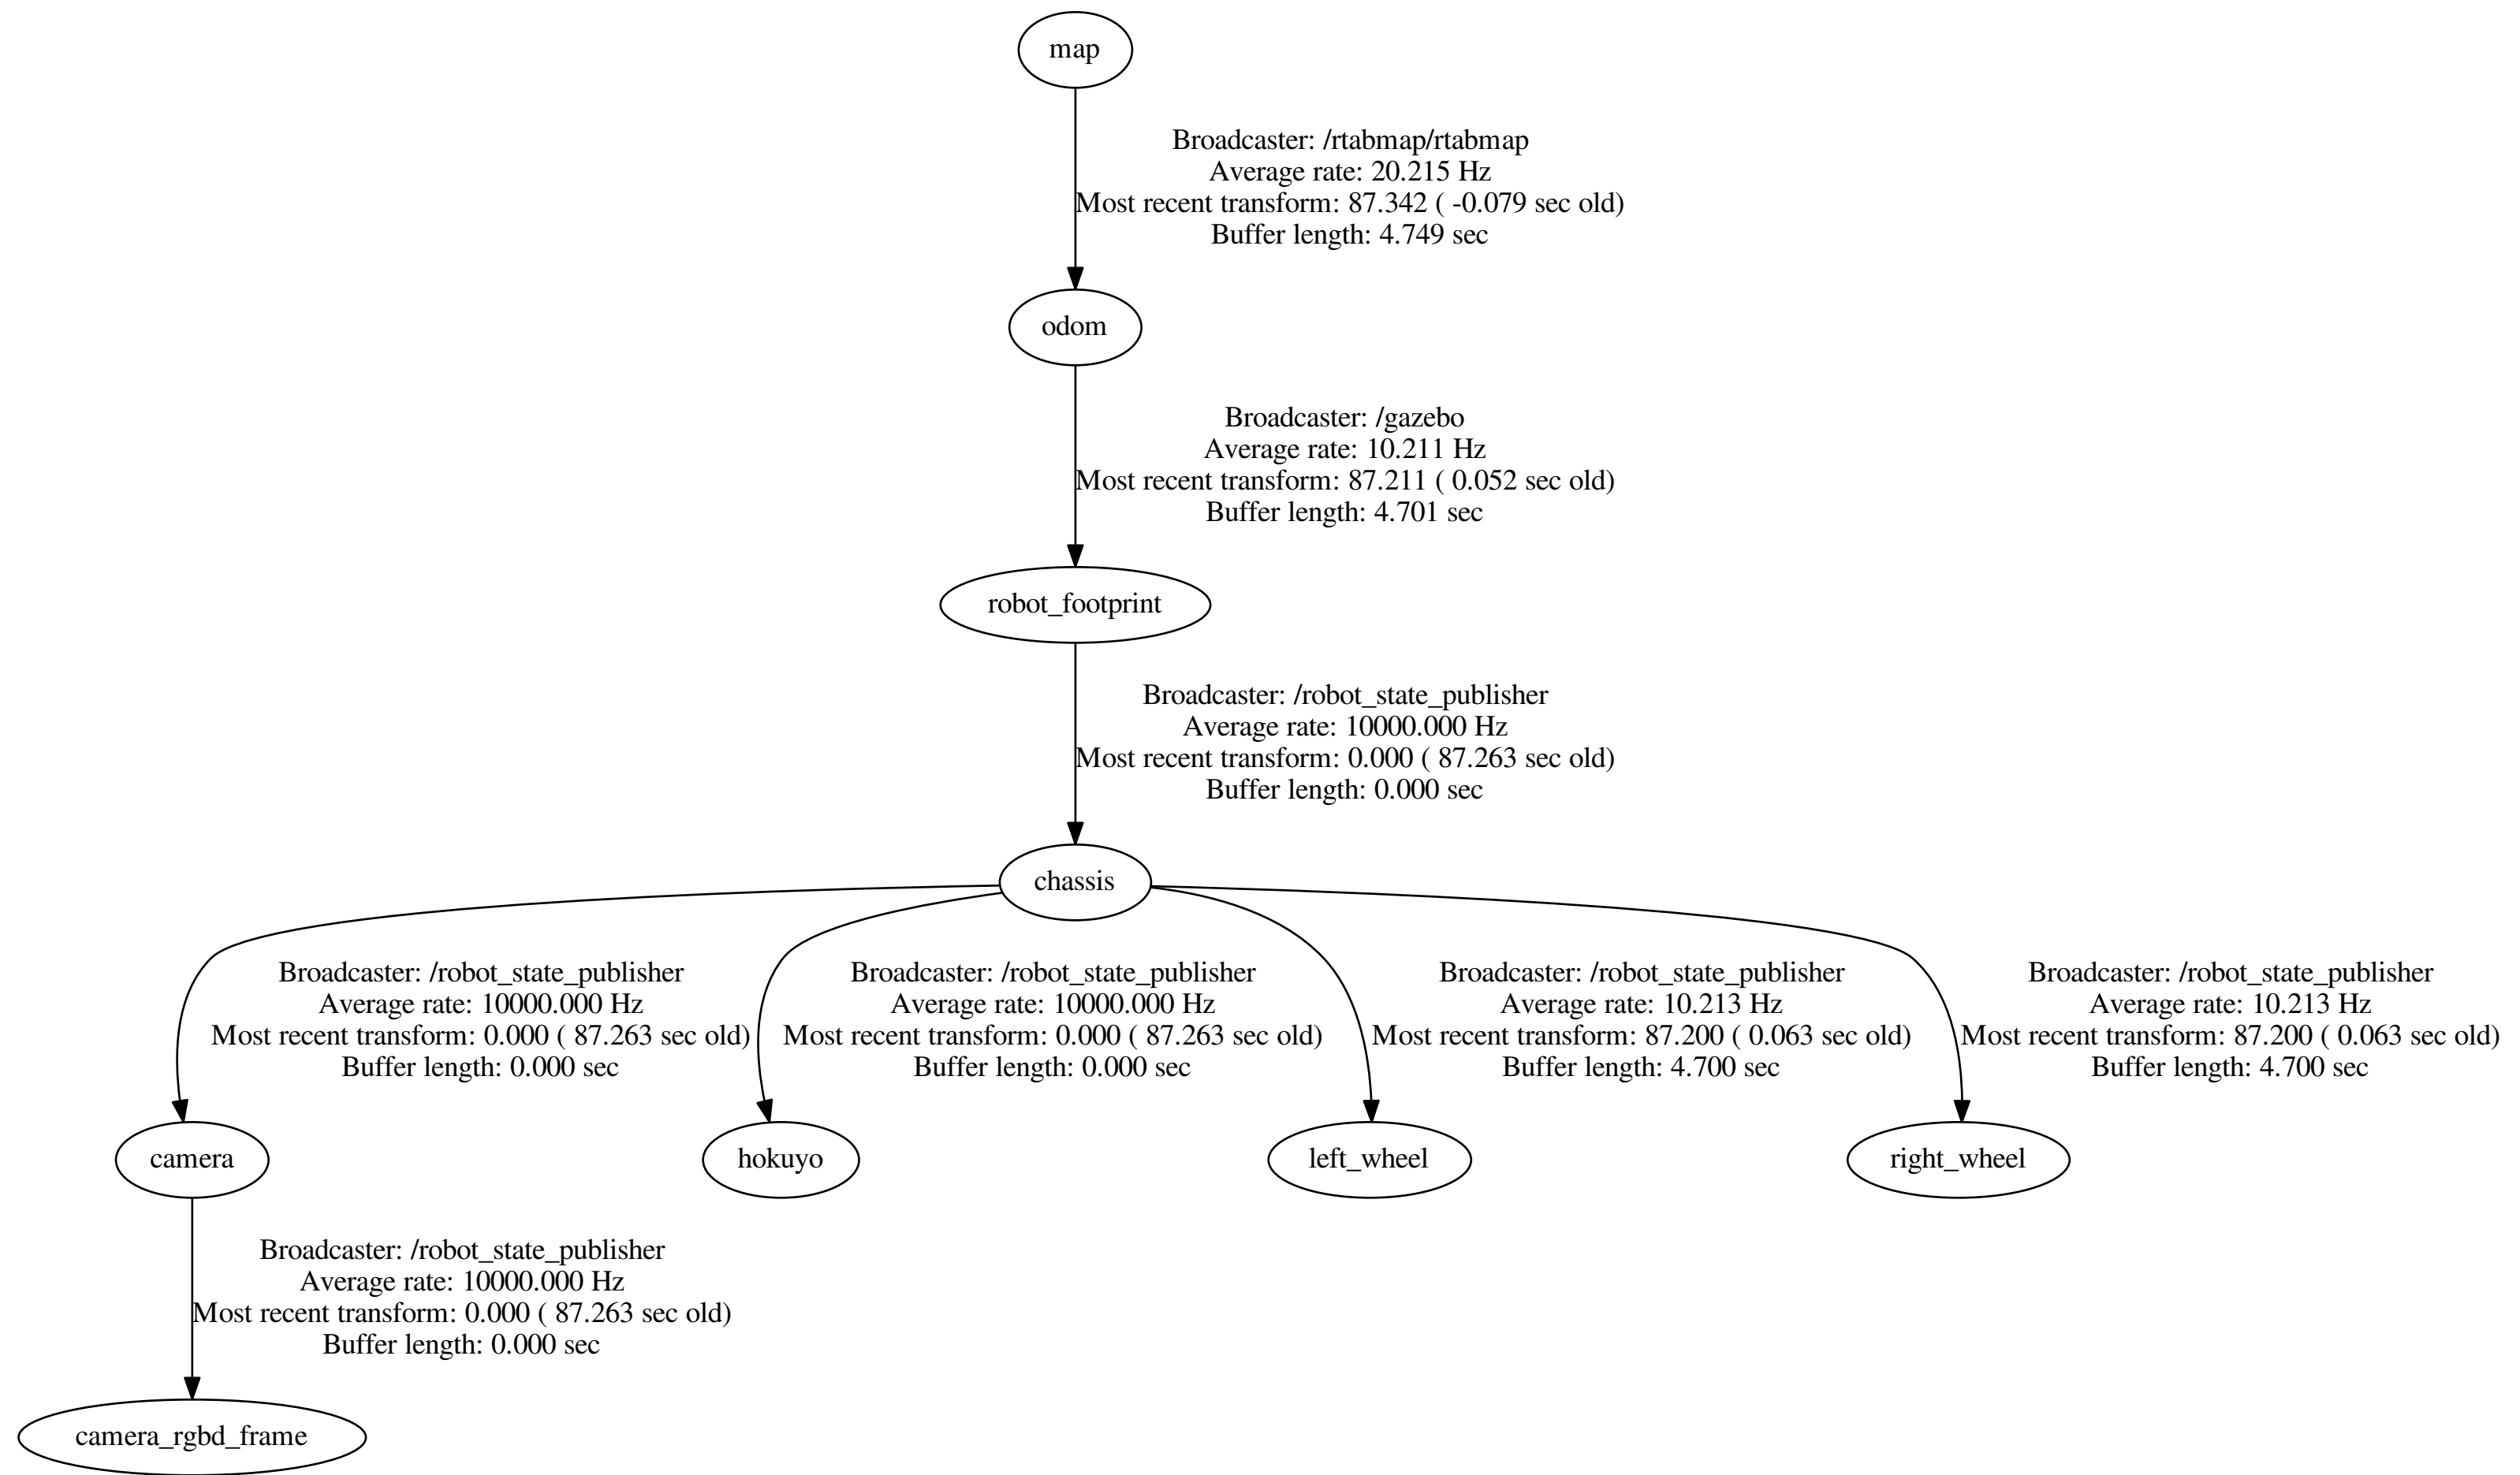 map
Broadcaster: /rtabmap/rtabmap
Average rate: 20.215 Hz
Most recent transform: 87.342 ( -0.079 sec old)
Buffer length: 4.749 sec
odom
Broadcaster: /gazebo
Average rate: 10.211 Hz
Most recent transform: 87.211 ( 0.052 sec old)
Buffer length: 4.701 sec
robot_footprint
Broadcaster: /robot_state_publisher
Average rate: 10000.000 Hz
Most recent transform: 0.000 ( 87.263 sec old)
Buffer length: 0.000 sec
chassis
Broadcaster: /robot_state_publisher
Average rate: 10000.000 Hz
Most recent transform: 0.000 ( 87.263 sec old)
Buffer length: 0.000 sec
Broadcaster: /robot_state_publisher
Average rate: 10000.000 Hz
Most recent transform: 0.000 ( 87.263 sec old)
Buffer length: 0.000 sec
Broadcaster: /robot_state_publisher
Average rate: 10.213 Hz
Most recent transform: 87.200 ( 0.063 sec old)
Buffer length: 4.700 sec
Broadcaster: /robot_state_publisher
Average rate: 10.213 Hz
Most recent transform: 87.200 ( 0.063 sec old)
Buffer length: 4.700 sec
camera
hokuyo
left_wheel
right_wheel
Broadcaster: /robot_state_publisher
Average rate: 10000.000 Hz
Most recent transform: 0.000 ( 87.263 sec old)
Buffer length: 0.000 sec
camera_rgbd_frame